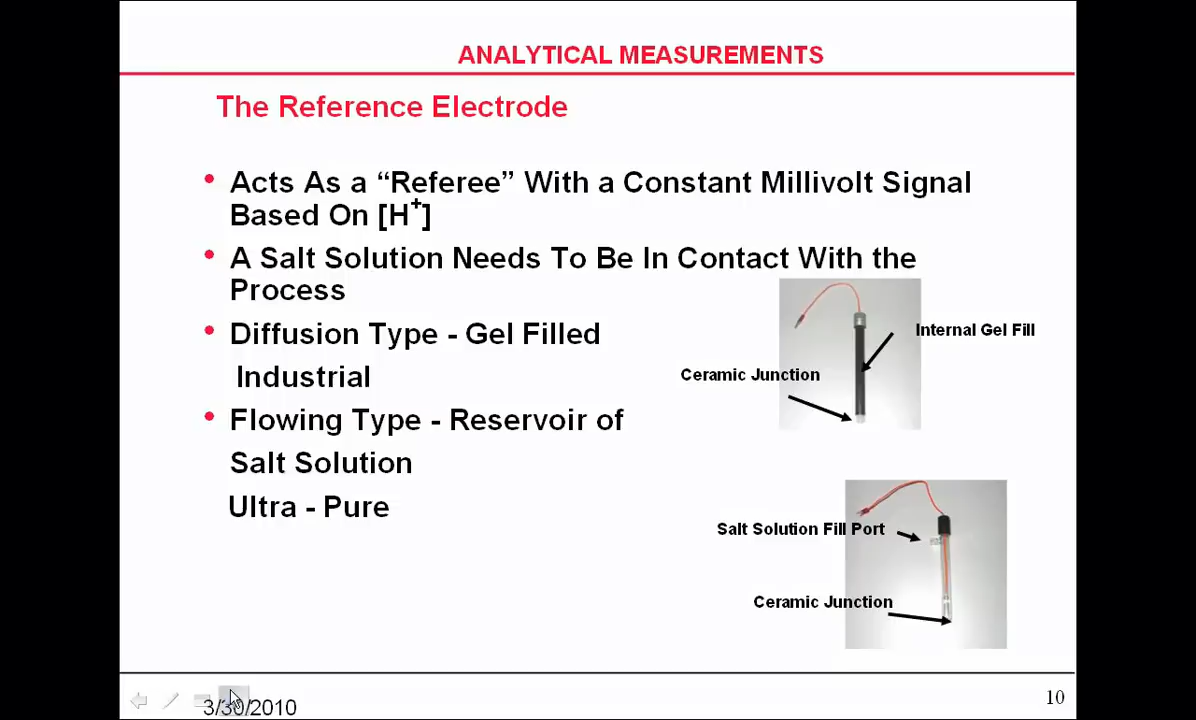 ANALYTICAL MEASUREMENTS
The Reference Electrode
• Acts As a “Referee” With a Constant Millivolt Signal
Based On [H+]
• A Salt Solution Needs To Be In Contact With the
Process
• Diffusion Type - Gel Filled
Industrial
• Flowing Type - Reservoir of
Salt Solution
Ultra - Pure
Internal Gel Fill
Ceramic Junction
Salt Solution Fill Port
Ceramic Junction
3/30/2010
10